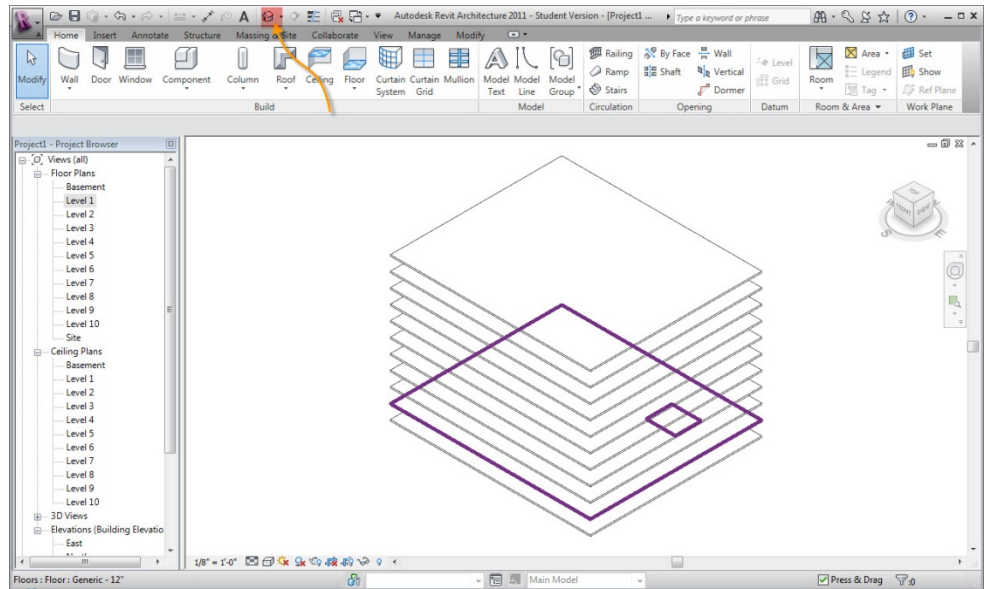 Autodesk Revit Architecture 2011 - Student Version - [Project1 ... Type a keyword or phrase
Home Insert Annotate Structure Massing & Site Collaborate View Manage Modify
Modify Wall Door Window Component Column Roof Ceiling Floor Curtain System Curtain Grid Mullion Model Text Model Line Model Group
Railing By Face Wall Level Area Set
Ramp Shaft Vertical Grid Room Legend Show
Stairs Dormer Tag Ref Plane
Select Build Model Circulation Opening Datum Room & Area Work Plane
Project1 - Project Browser
Views (all)
Floor Plans
Basement
Level 1
Level 2
Level 3
Level 4
Level 5
Level 6
Level 7
Level 8
Level 9
Level 10
Site
Ceiling Plans
Basement
Level 1
Level 2
Level 3
Level 4
Level 5
Level 6
Level 7
Level 8
Level 9
Level 10
3D Views
Elevations (Building Elevatio
East
TOP
FRONT
S
E
1/8" = 1'-0"
Floors : Floor : Generic - 12" Main Model Press & Drag :0